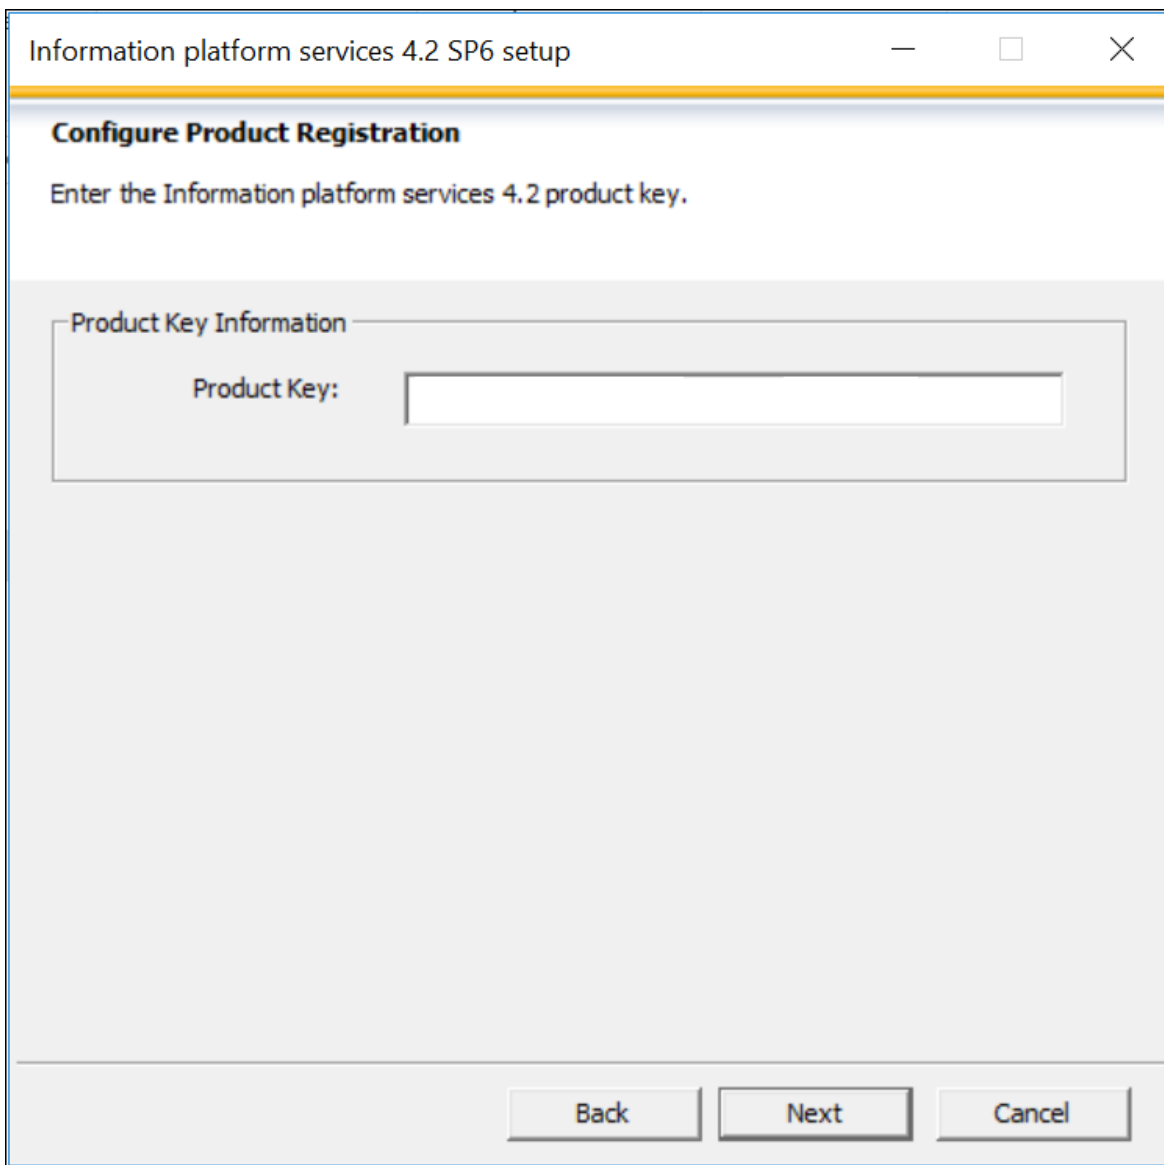 Information platform services 4.2 SP6 setup
Configure Product Registration
Enter the Information platform services 4.2 product key.
Product Key Information
Product Key:
Back Next Cancel